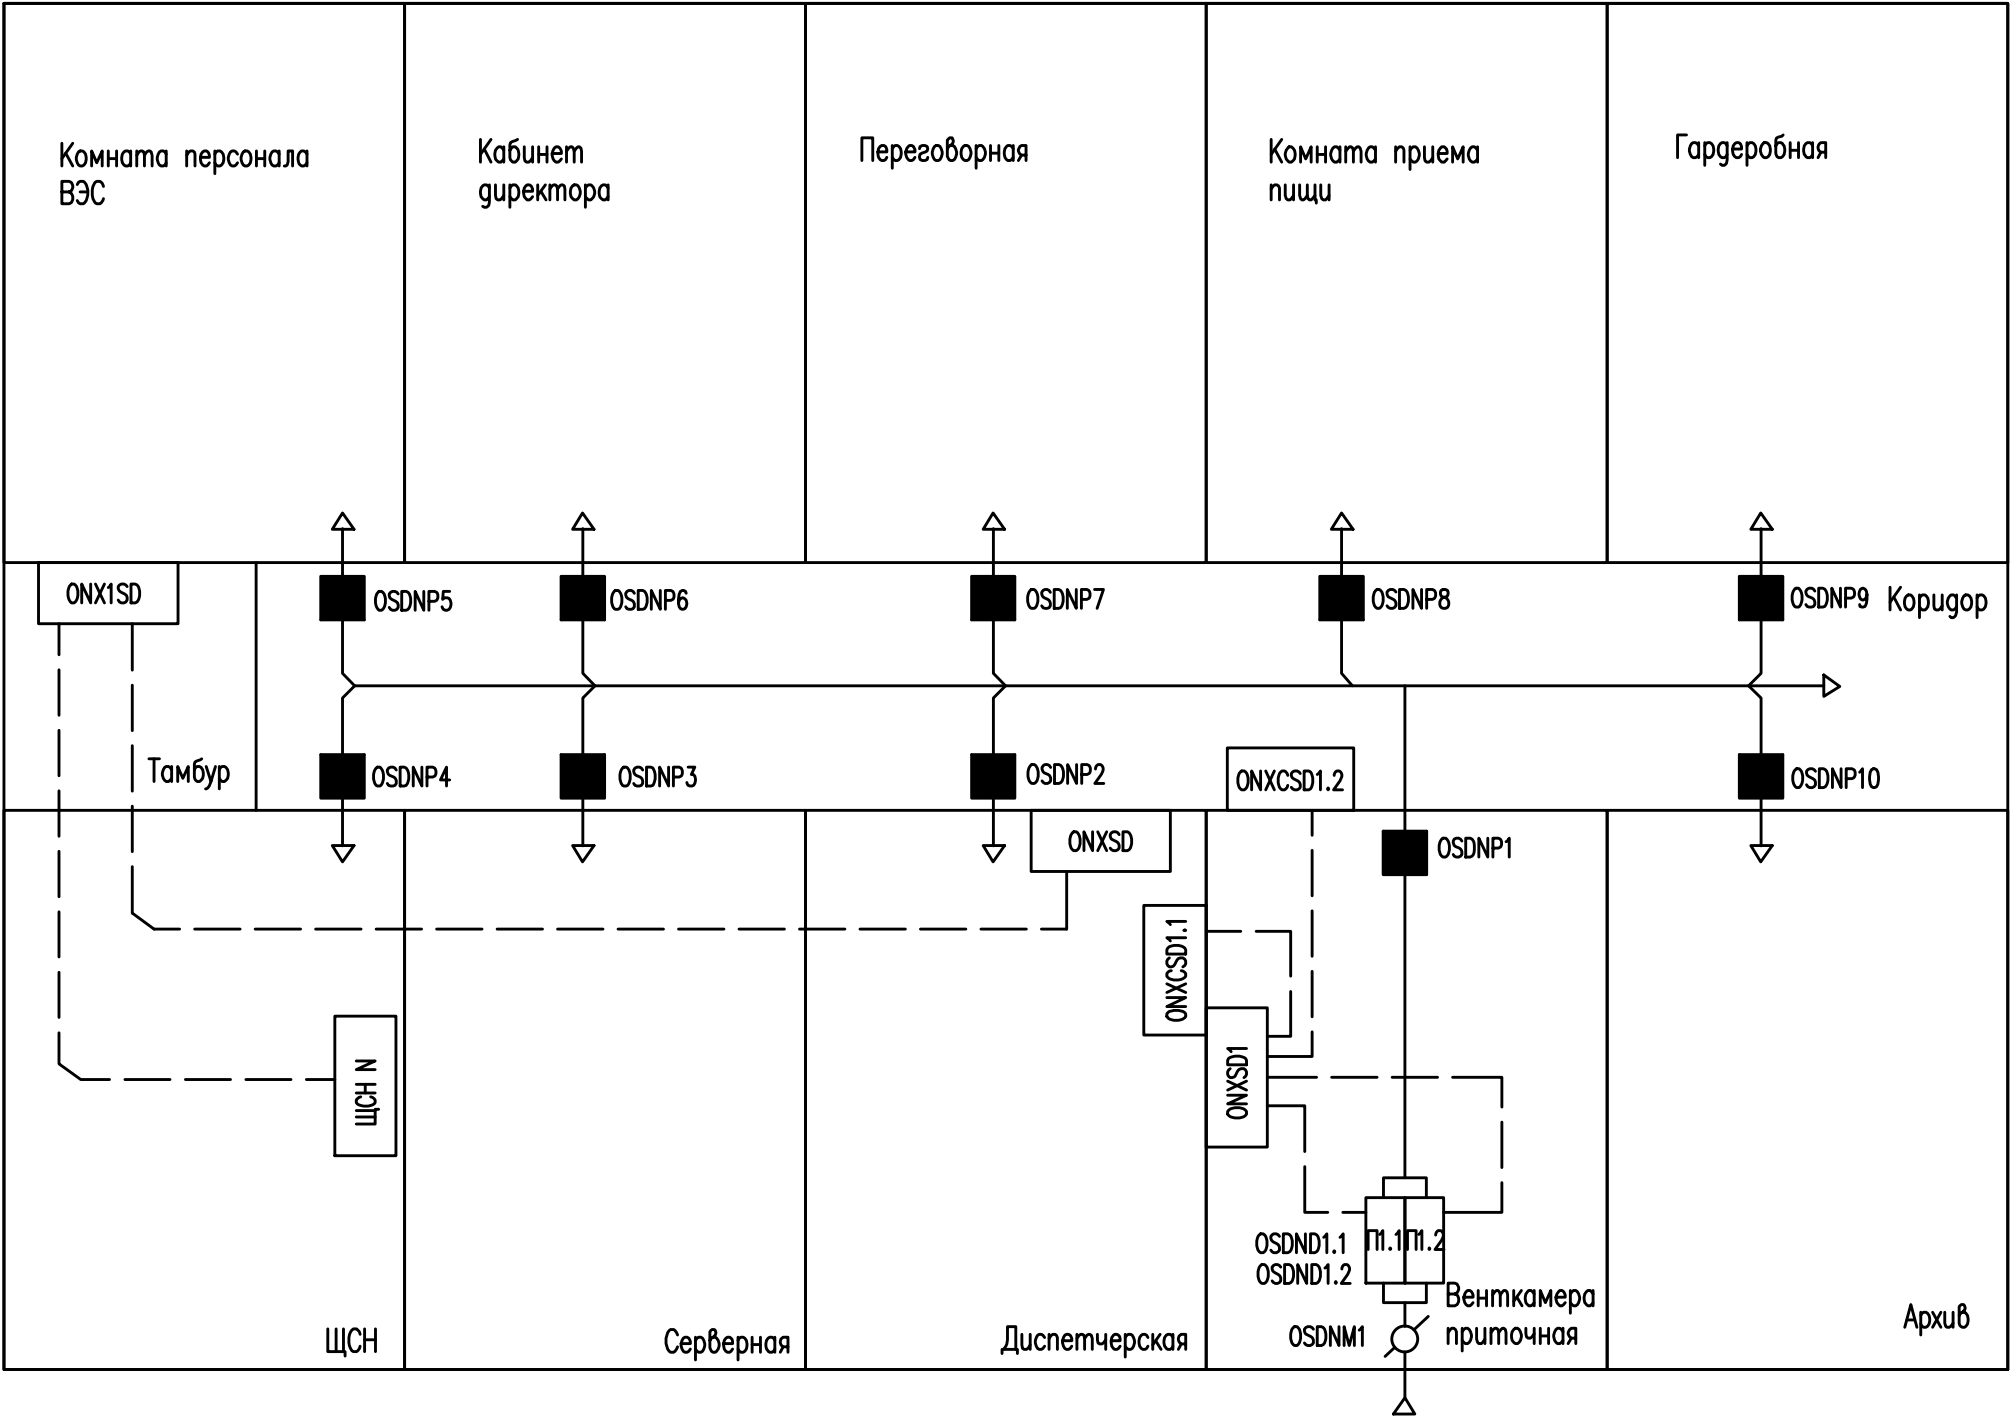 Комната персонала
ВЭС
Кабинет
директора
Переговорная
Комната приема
пищи
Гардеробная
ONX1SD
OSDNP5
OSDNP6
OSDNP7
OSDNP8
OSDNP9
Коридор
Тамбур
OSDNP4
OSDNP3
OSDNP2
ONXCSD1.2
OSDNP10
ONXSD
OSDNP1
ONXCSD1.1
ONXSD1
ЩСН N
OSDND1.1
OSDND1.2
П1.1
П1.2
Венткамера
приточная
OSDNM1
ЩСН
Серверная
Диспетчерская
Архив